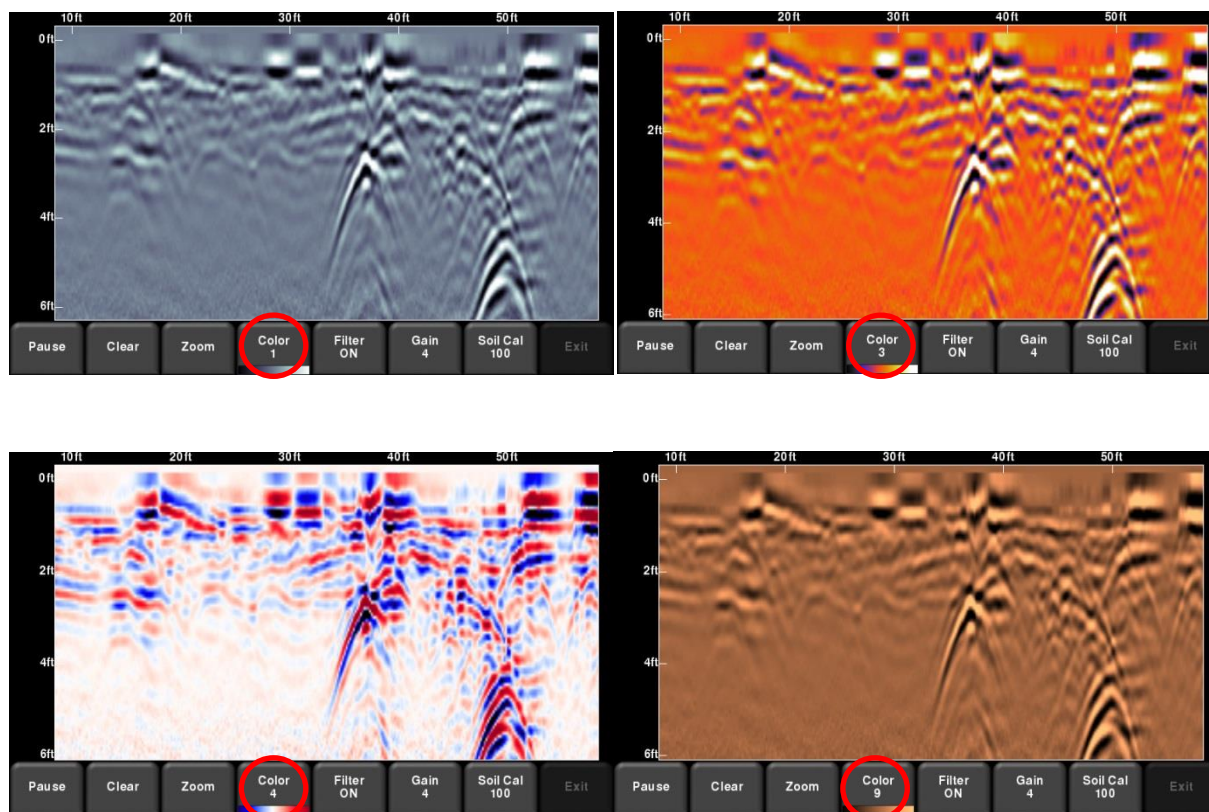 10ft 20ft 30ft 40ft 50ft
0ft
2ft
4ft
6ft
Pause Clear Zoom Color 1 Filter ON Gain 4 Soil Cal 100 Exit
10ft 20ft 30ft 40ft 50ft
0ft
2ft
4ft
6ft
Pause Clear Zoom Color 3 Filter ON Gain 4 Soil Cal 100 Exit
10ft 20ft 30ft 40ft 50ft
0ft
2ft
4ft
6ft
Pause Clear Zoom Color 4 Filter ON Gain 4 Soil Cal 100 Exit
10ft 20ft 30ft 40ft 50ft
0ft
2ft
4ft
6ft
Pause Clear Zoom Color 9 Filter ON Gain 4 Soil Cal 100 Exit